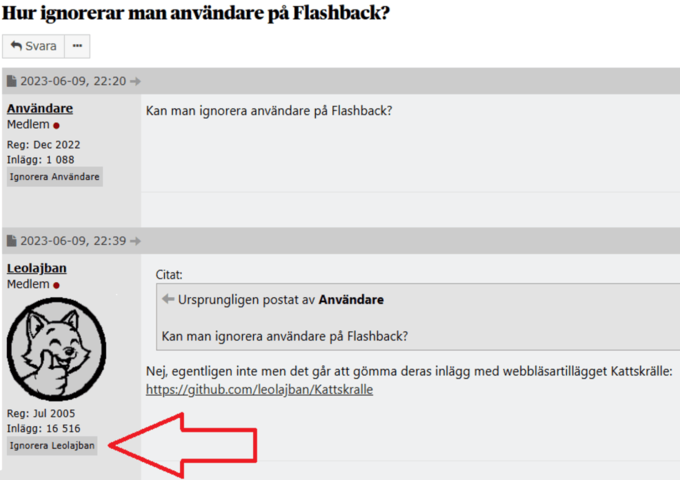 Hur ignorerar man användare på Flashback?
Svara
2023-06-09, 22:20
Användare
Medlem
Reg: Dec 2022
Inlägg: 1 088
Ignorera Användare
Kan man ignorera användare på Flashback?
2023-06-09, 22:39
Leolajban
Medlem
Reg: Jul 2005
Inlägg: 16 516
Ignorera Leolajban
Citat:
Ursprungligen postat av Användare
Kan man ignorera användare på Flashback?
Nej, egentligen inte men det går att gömma deras inlägg med webbläsartillägget Kattskrälle:
https://github.com/leolajban/Kattskralle